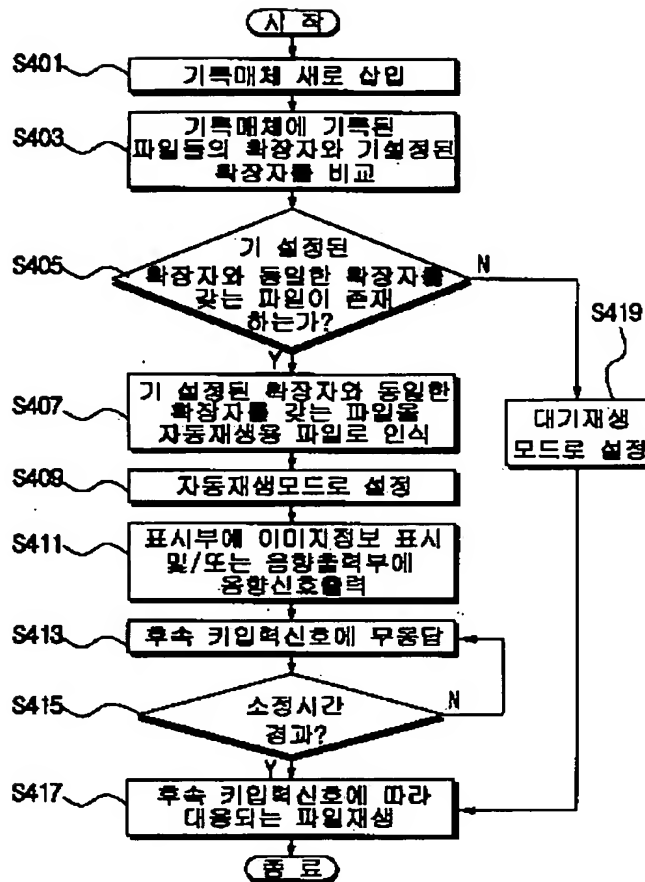 시 작
S401
기록매체 새로 삽입
S403
기록매체에 기록된
파일들의 확장자와 기설정된
확장자를 비교
S405
기 설정된
확장자와 동일한 확장자를
갖는 파일이 존재
하는가?
N
Y
S419
대기재생
모드로 설정
S407
기 설정된 확장자와 동일한
확장자를 갖는 파일을
자동재생용 파일로 인식
S409
자동재생모드로 설정
S411
표시부에 이미지정보 표시
및/또는 음향출력부에
음향신호출력
S413
후속 키입력신호에 무응답
S415
소정시간
경과?
N
Y
S417
후속 키입력신호에 따라
대응되는 파일재생
종 료